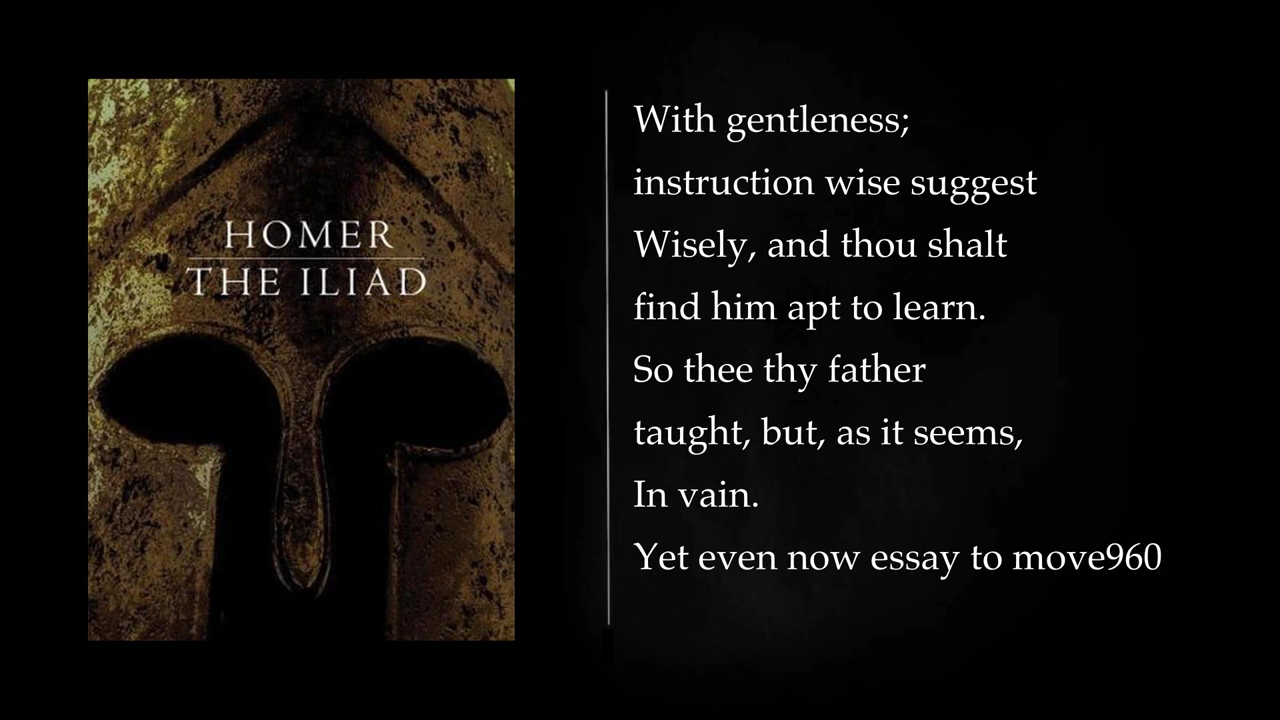 HOMER
THE ILIAD
With gentleness;
instruction wise suggest
Wisely, and thou shalt
find him apt to learn.
So thee thy father
taught, but, as it seems,
In vain.
Yet even now essay to move960